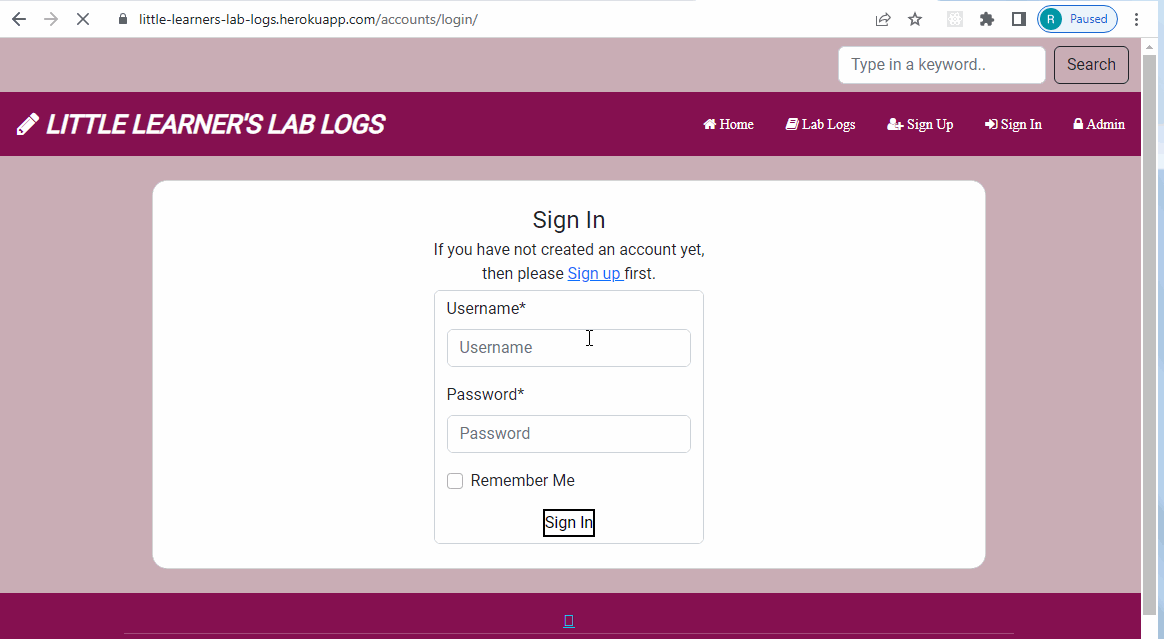 little-learners-lab-logs.herokuapp.com/accounts/login/
R Paused
Type in a keyword..
Search
LITTLE LEARNER'S LAB LOGS
Home
Lab Logs
Sign Up
Sign In
Admin
Sign In
If you have not created an account yet,
then please Sign up first.
Username*
Username
Password*
Password
Remember Me
Sign In